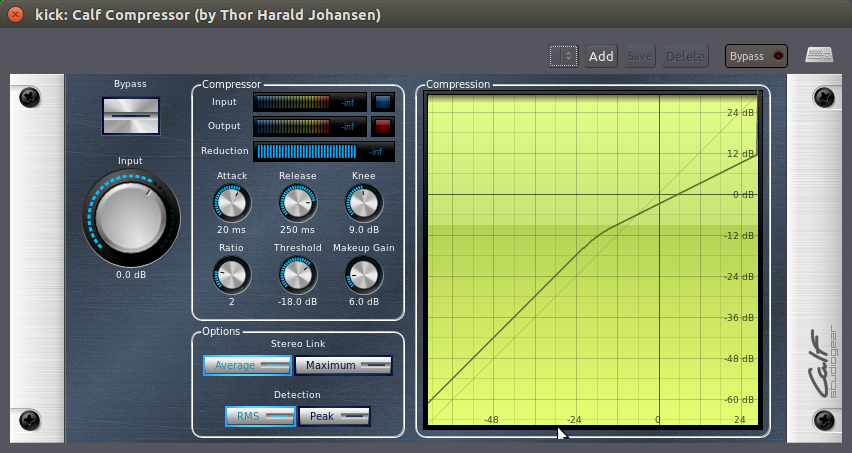 kick: Calf Compressor (by Thor Harald Johansen)
Add Save Delete Bypass
Bypass
Input
0.0 dB
Compressor
Input -inf
Output -inf
Reduction -inf
Attack Release Knee
20 ms 250 ms 9.0 dB
Ratio Threshold Makeup Gain
2 -18.0 dB 6.0 dB
Options
Stereo Link
Average Maximum
Detection
RMS Peak
Compression
24 dB
12 dB
0 dB
-12 dB
-24 dB
-36 dB
-48 dB
-60 dB
-48 -24 0 24
Calf
studiogear